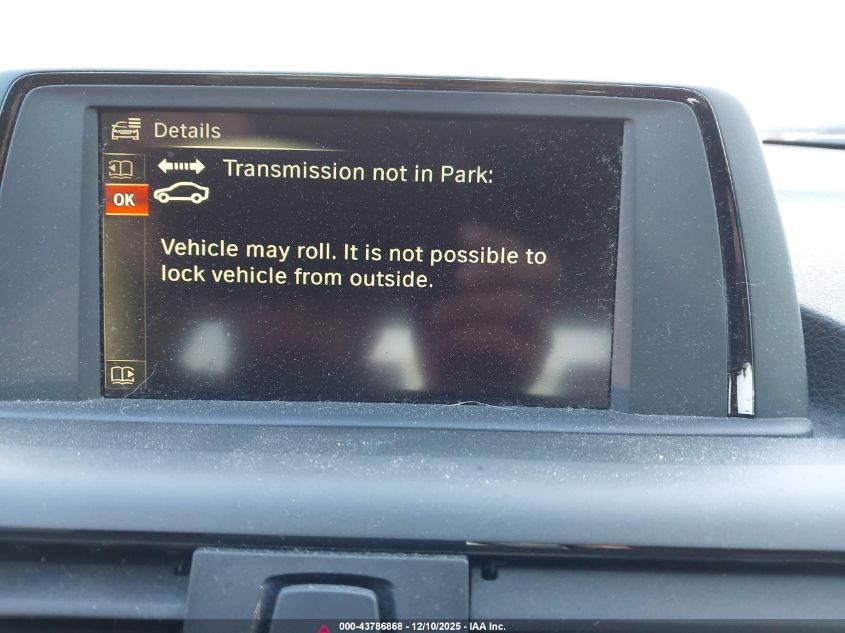 Details
Transmission not in Park:
OK
Vehicle may roll. It is not possible to
lock vehicle from outside.
000-43786868 - 12/10/2025 - IAA Inc.